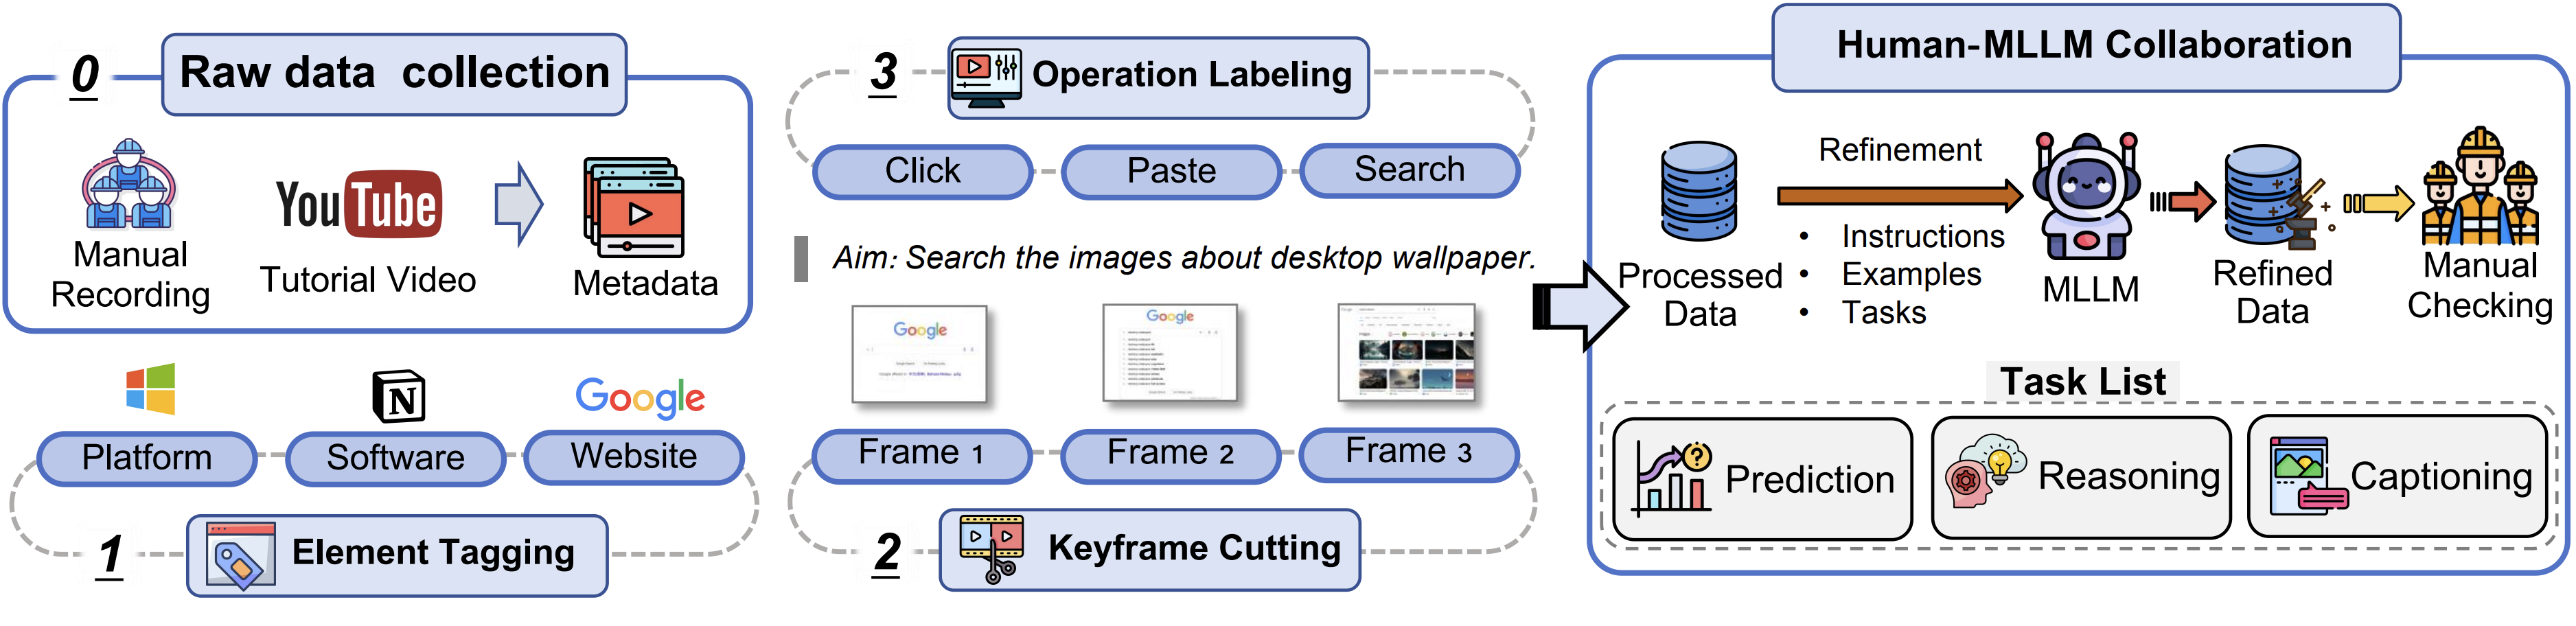 0
Raw data collection
Manual
Recording
YouTube
Tutorial Video
Metadata
Platform
Software
N
Google
Website
1
Element Tagging
3
Operation Labeling
Click
Paste
Search
Aim: Search the images about desktop wallpaper.
Google
Google
Frame 1
Frame 2
Frame 3
2
Keyframe Cutting
Human-MLLM Collaboration
Processed
Data
Refinement
• Instructions
• Examples
• Tasks
MLLM
Refined
Data
Manual
Checking
Task List
Prediction
Reasoning
Captioning